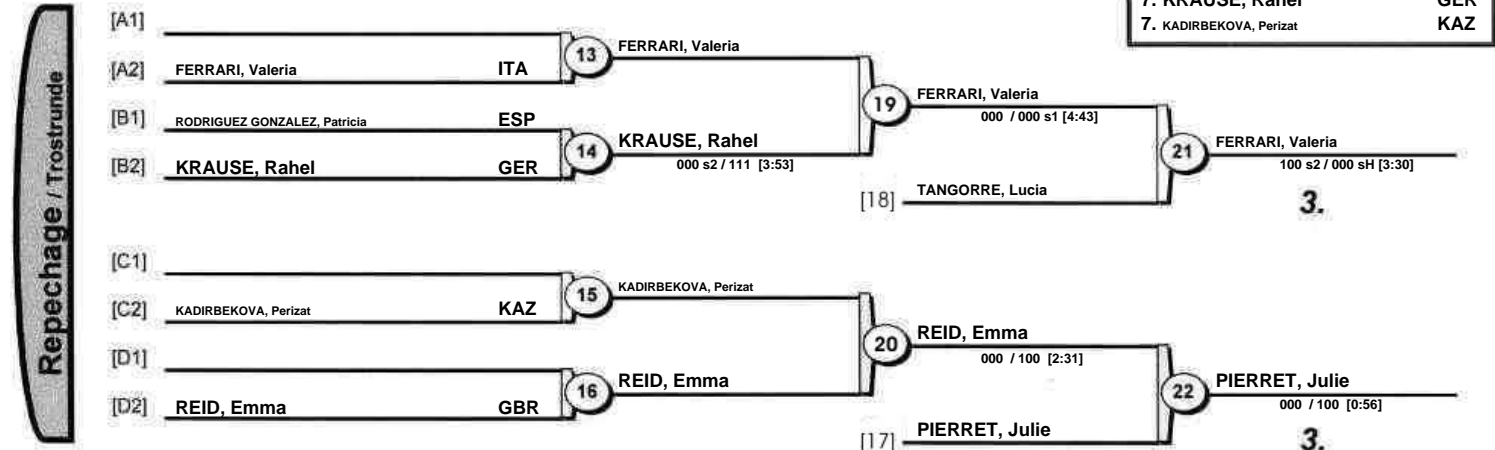 7. KRAUSE, Rahel GER
7. KADIRBEKOVA, Perizat KAZ
Repechage / Trostrunde
[A1]
[A2] FERRARI, Valeria ITA
13 FERRARI, Valeria
[B1] RODRIGUEZ GONZALEZ, Patricia ESP
[B2] KRAUSE, Rahel GER
14 KRAUSE, Rahel
000 s2 / 111 [3:53]
19 FERRARI, Valeria
000 / 000 s1 [4:43]
[18] TANGORRE, Lucia
21 FERRARI, Valeria
100 s2 / 000 sH [3:30]
3.
[C1]
[C2] KADIRBEKOVA, Perizat KAZ
15 KADIRBEKOVA, Perizat
[D1]
[D2] REID, Emma GBR
16 REID, Emma
20 REID, Emma
000 / 100 [2:31]
[17] PIERRET, Julie
22 PIERRET, Julie
000 / 100 [0:56]
3.